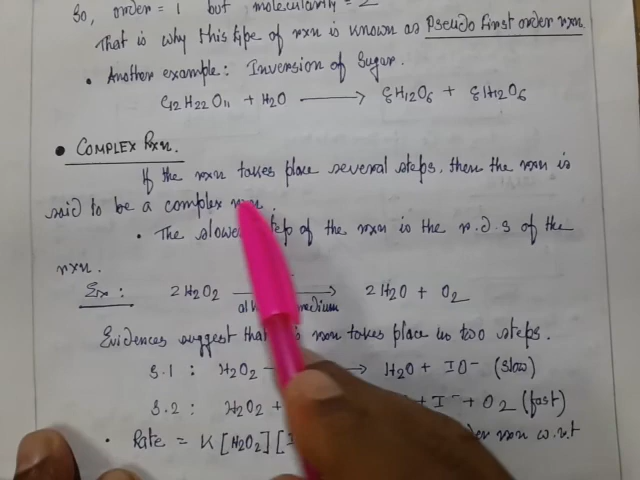 So, order = 1 but molecularity = 2
That is why this type of rxn is known as Pseudo First order rxn
• Another example: Inversion of Sugar.
C12H22O11 + H2O ⟶ C6H12O6 + C6H12O6
• COMPLEX Rxn.
If the rxn takes place several steps, then the rxn is
said to be a complex rxn.
• The slowest step of the rxn is the r.d.s of the
rxn.
Ex: 2H2O2 ⟶ 2H2O + O2
medium
Evidences suggest that rxn takes place in two steps.
S.1 : H2O2 ⟶ H2O + IO⁻ (slow)
S.2 : H2O2 + + I⁻ + O2 (fast)
• Rate = K [H2O2] [I rxn w.r.t